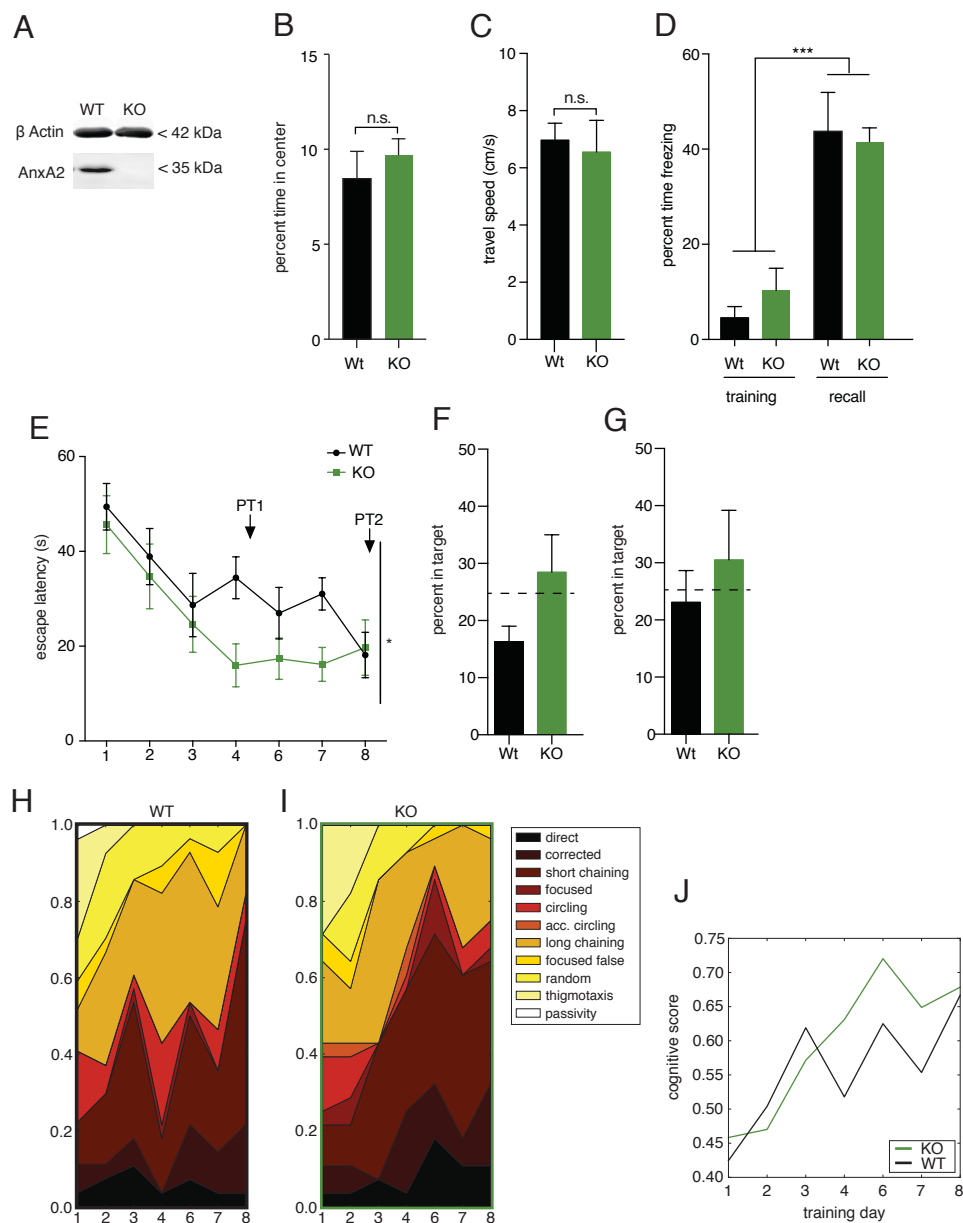 A
WT KO
β Actin < 42 kDa
AnxA2 < 35 kDa
B
percent time in center
15
10
5
0
n.s.
Wt KO
C
travel speed (cm/s)
10
8
6
4
2
0
n.s.
Wt KO
D
percent time freezing
60
40
20
0
***
Wt KO Wt KO
training recall
E
escape latency (s)
60
40
20
0
WT
KO
PT1
PT2
*
1 2 3 4 6 7 8
F
percent in target
50
40
30
20
10
0
Wt KO
G
percent in target
50
40
30
20
10
0
Wt KO
H
WT
1.0
0.8
0.6
0.4
0.2
0.0
1 2 3 4 6 7 8
I
KO
1.0
0.8
0.6
0.4
0.2
0.0
1 2 3 4 6 7 8
direct
corrected
short chaining
focused
circling
acc. circling
long chaining
focused false
random
thigmotaxis
passivity
J
cognitive score
0.75
0.70
0.65
0.60
0.55
0.50
0.45
0.40
KO
WT
1 2 3 4 6 7 8
training day